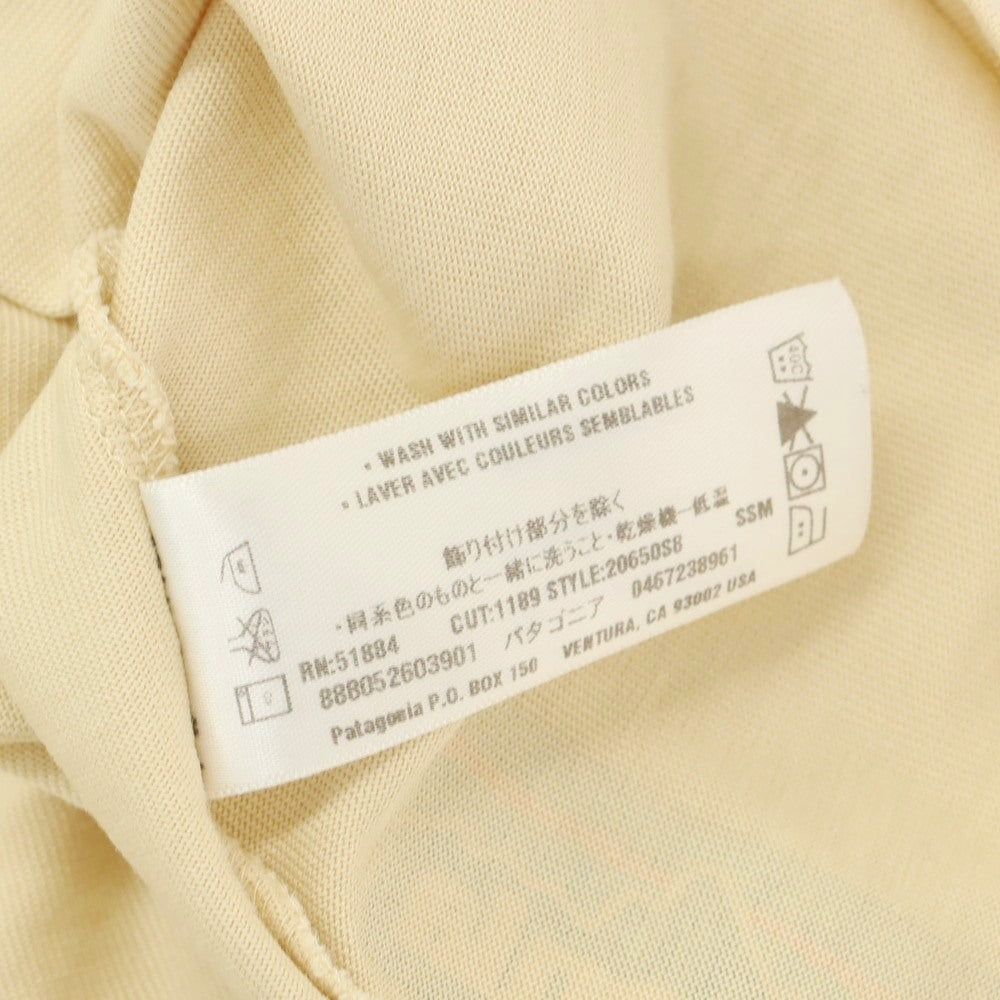 • WASH WITH SIMILAR COLORS
• LAVER AVEC COULEURS SEMBLABLES
飾り付け部分を除く
・同系色のものと一緒に洗うこと・乾燥機-低温
RN:51884 CUT:1189 STYLE:20650S8 SSM
888052603901 パタゴニア 0467238961
Patagonia P.O. BOX 150 VENTURA, CA 93002 USA
40C